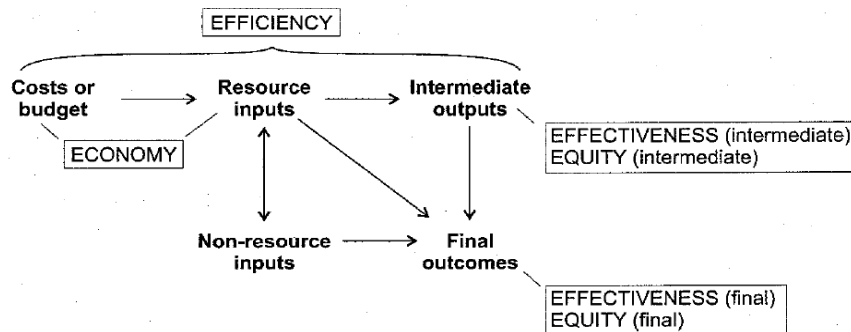 EFFICIENCY
Costs or
budget
Resource
inputs
Intermediate
outputs
ECONOMY
EFFECTIVENESS (intermediate)
EQUITY (intermediate)
Non-resource
inputs
Final
outcomes
EFFECTIVENESS (final)
EQUITY (final)